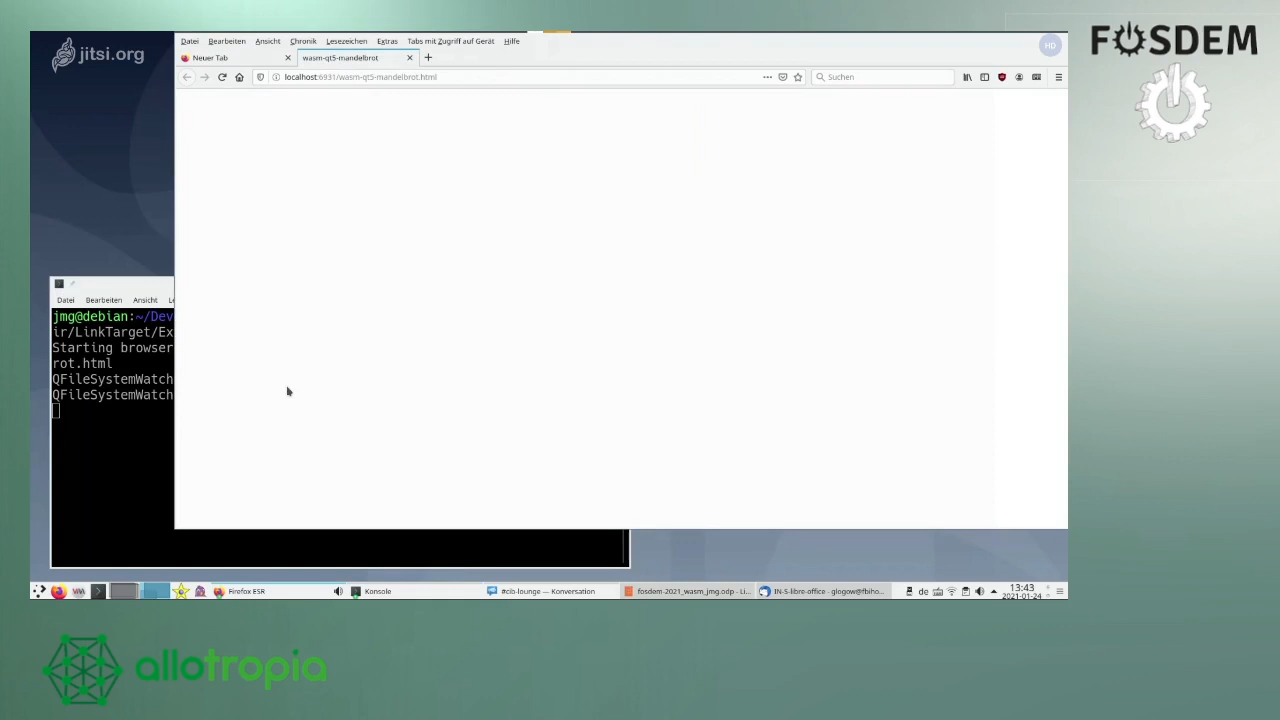 jitsi.org
FOSDEM
Datei Bearbeiten Ansicht Chronik Lesezeichen Extras Tabs mit Zugriff auf Gerät Hilfe
HD
Neuer Tab
wasm-qt5-mandelbrot
localhost:6931/wasm-qt5-mandelbrot.html
Suchen
Datei Bearbeiten Ansicht
jmg@debian:~/Dev
ir/LinkTarget/Ex
Starting browser
rot.html
QFileSystemWatch
QFileSystemWatch
Firefox ESR
Konsole
#cib-lounge — Konversation
fosdem-2021_wasm_jmg.odp - Li...
IN-S-libre-office - glogow@fbiho...
de
13:43
2021-01-24
allotropia